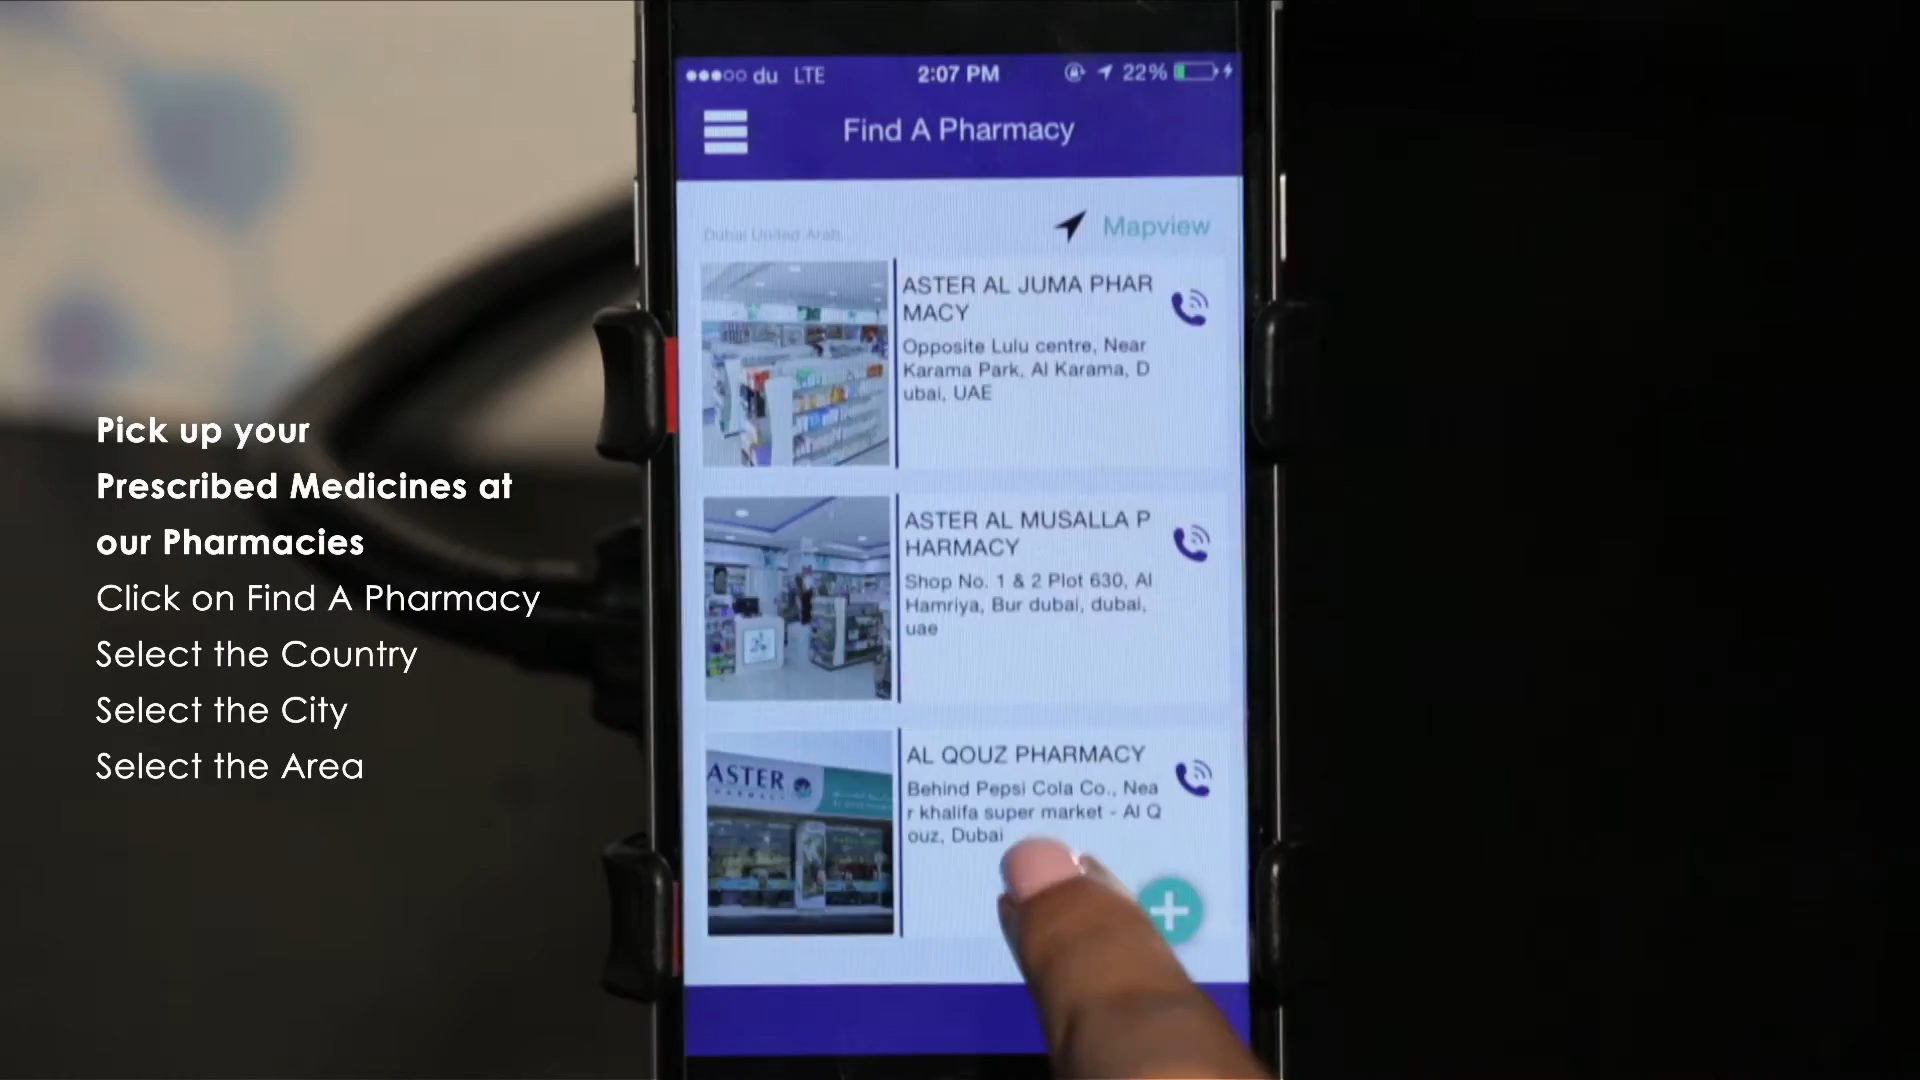 Pick up your
Prescribed Medicines at
our Pharmacies
Click on Find A Pharmacy
Select the Country
Select the City
Select the Area
du LTE 2:07 PM 22%
Find A Pharmacy
Dubai United Arab
Mapview
ASTER AL JUMA PHAR
MACY
Opposite Lulu centre, Near
Karama Park, Al Karama, D
ubai, UAE
ASTER AL MUSALLA P
HARMACY
Shop No. 1 & 2 Plot 630, Al
Hamriya, Bur dubai, dubai,
uae
ASTER
AL QOUZ PHARMACY
Behind Pepsi Cola Co., Nea
r khalifa super market - Al Q
ouz, Dubai